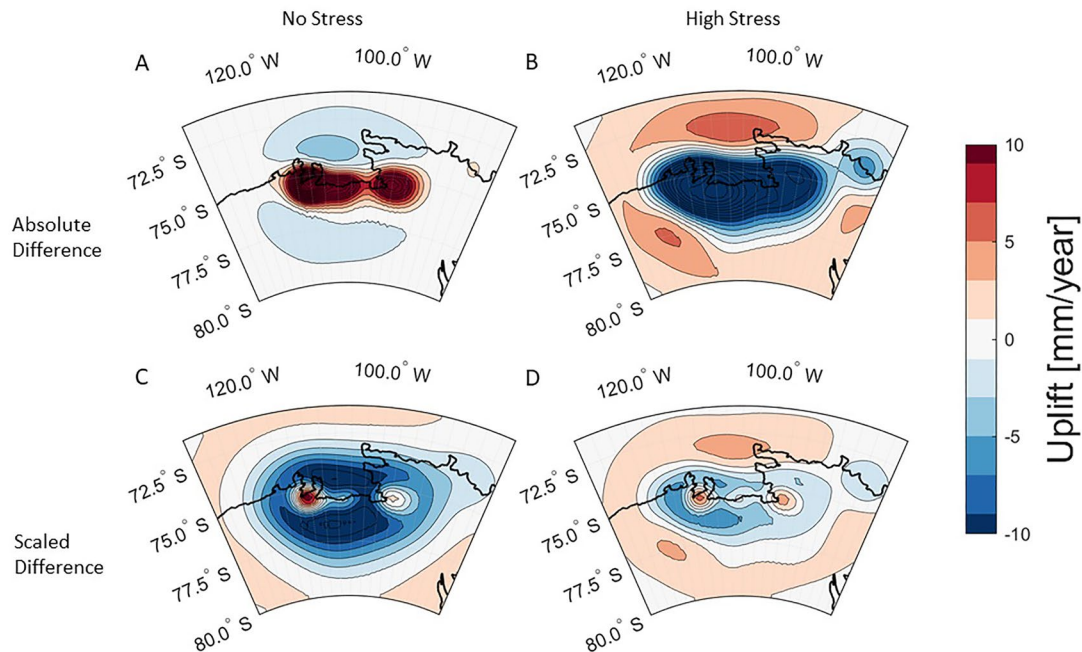 No Stress
High Stress
A
120.0° W
100.0° W
B
120.0° W
100.0° W
72.5° S
75.0° S
77.5° S
80.0° S
72.5° S
75.0° S
77.5° S
80.0° S
Absolute
Difference
C
120.0° W
100.0° W
D
120.0° W
100.0° W
72.5° S
75.0° S
77.5° S
80.0° S
72.5° S
75.0° S
77.5° S
80.0° S
Scaled
Difference
10
5
0
-5
-10
Uplift [mm/year]